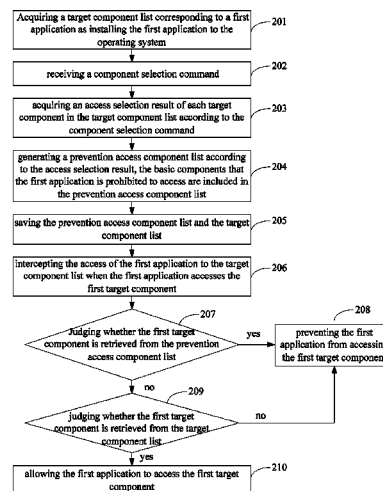 Acquiring a target component list corresponding to a first
application as installing the first application to the
operating system
201
receiving a component selection command
202
acquiring an access selection result of each target
component in the target component list according to the
component selection command
203
generating a prevention access component list according
to the access selection result, the basic components that
the first application is prohibited to access are included in
the prevention access component list
204
saving the prevention access component list and the target
component list
205
intercepting the access of the first application to the
target component list when the first application accesses the
first target component
206
207
Judging whether the first target
component is retrieved from the prevention
access component list
yes
208
preventing the first
application from accessing
the first target component
no
209
judging whether the first target
component is retrieved from the target
component list
no
yes
allowing the first application to access the first target
component
210